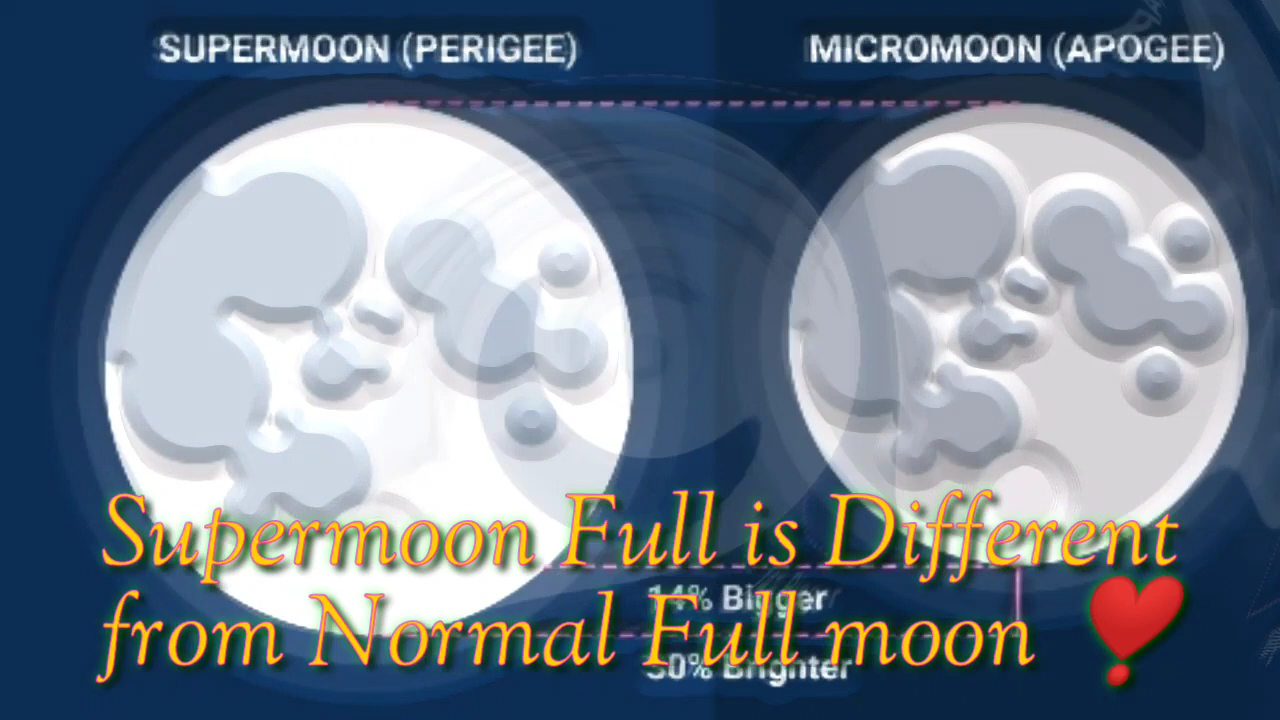 SUPERMOON (PERIGEE)
MICROMOON (APOGEE)
Supermoon Full is Different
from Normal Full moon
14% Bigger
30% Brighter